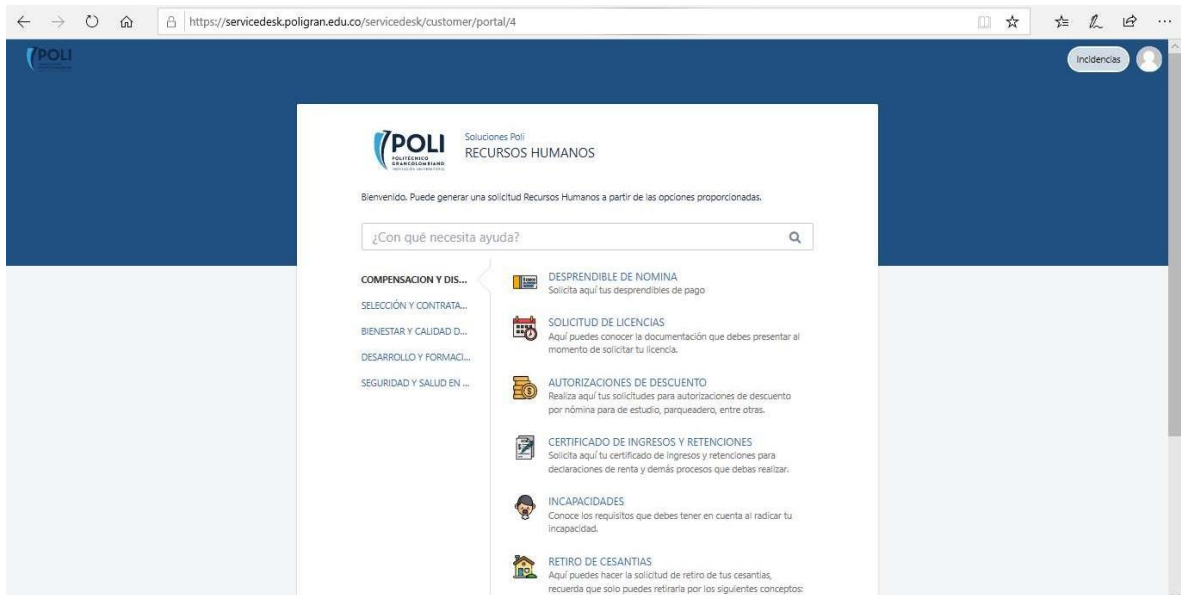 https://servicedesk.poligran.edu.co/servicedesk/customer/portal/4
POLI
Incidencias
POLI
POLITÉCNICO
GRANCOLOMBIANO
Soluciones Poli
RECURSOS HUMANOS
Bienvenido. Puede generar una solicitud Recursos Humanos a partir de las opciones proporcionadas.
¿Con qué necesita ayuda?
COMPENSACION Y DIS...
SELECCIÓN Y CONTRATA...
BIENESTAR Y CALIDAD D...
DESARROLLO Y FORMACI...
SEGURIDAD Y SALUD EN ...
DESPRENDIBLE DE NOMINA
Solicita aquí tus desprendibles de pago
SOLICITUD DE LICENCIAS
Aquí puedes conocer la documentación que debes presentar al
momento de solicitar tu licencia.
AUTORIZACIONES DE DESCUENTO
Realiza aquí tus solicitudes para autorizaciones de descuento
por nómina para de estudio, parqueadero, entre otras.
CERTIFICADO DE INGRESOS Y RETENCIONES
Solicita aquí tu certificado de ingresos y retenciones para
declaraciones de renta y demás procesos que debas realizar.
INCAPACIDADES
Conoce los requisitos que debes tener en cuenta al radicar tu
incapacidad.
RETIRO DE CESANTIAS
Aquí puedes hacer la solicitud de retiro de tus cesantías,
recuerda que solo puedes retirarla por los siguientes conceptos: